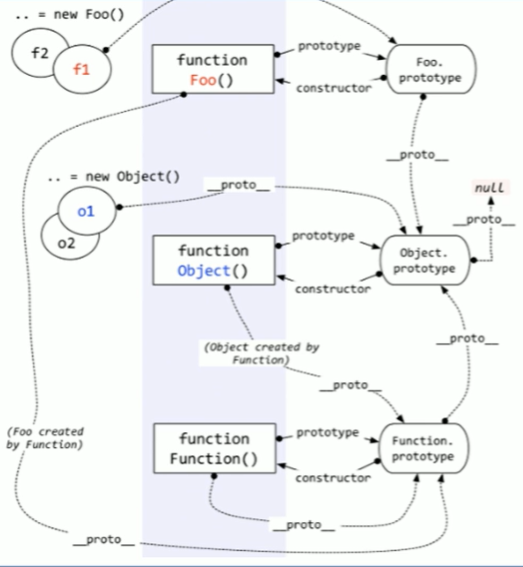 .. = new Foo()
f2
f1
function
Foo()
prototype
constructor
Foo.
prototype
__proto__
.. = new Object()
o1
o2
__proto__
null
__proto__
function
Object()
prototype
constructor
Object.
prototype
(Object created by
Function)
__proto__
__proto__
(Foo created
by Function)
function
Function()
prototype
constructor
Function.
prototype
__proto__
__proto__